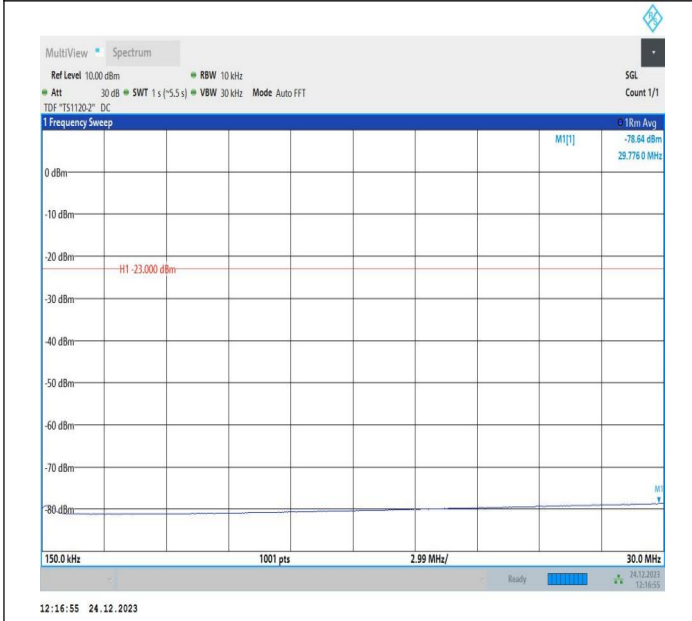 MultiView Spectrum
Ref Level 10.00 dBm RBW 10 kHz SGL
Att 30 dB SWT 1 s (~5.5 s) VBW 30 kHz Mode Auto FFT Count 1/1
TDF "TS1120-2" DC
1 Frequency Sweep 1Rm Avg
M1[1] -78.64 dBm
29.776 0 MHz
0 dBm
-10 dBm
-20 dBm
H1 -23.000 dBm
-30 dBm
-40 dBm
-50 dBm
-60 dBm
-70 dBm
M1
-80 dBm
150.0 kHz 1001 pts 2.99 MHz/ 30.0 MHz
Ready 24.12.2023
12:16:55
12:16:55 24.12.2023